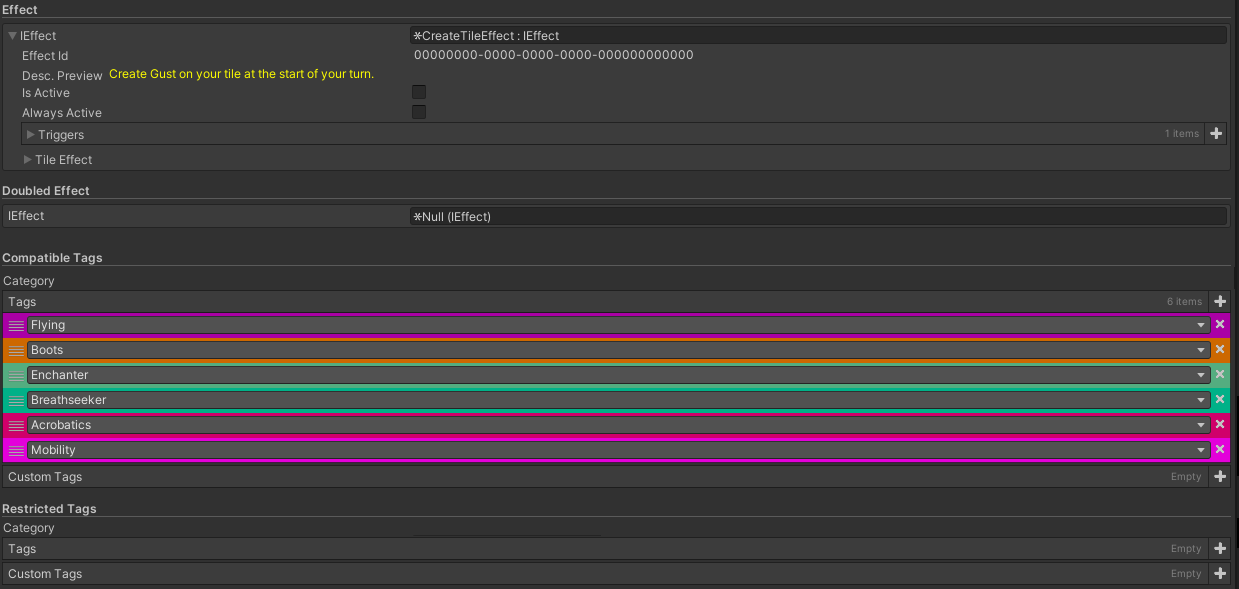 Effect
IEffect
CreateTileEffect : IEffect
Effect Id
00000000-0000-0000-0000-000000000000
Desc. Preview Create Gust on your tile at the start of your turn.
Is Active
Always Active
Triggers
1 items
Tile Effect
Doubled Effect
IEffect
Null (IEffect)
Compatible Tags
Category
Tags
6 items
Flying
Boots
Enchanter
Breathseeker
Acrobatics
Mobility
Custom Tags
Empty
Restricted Tags
Category
Tags
Empty
Custom Tags
Empty